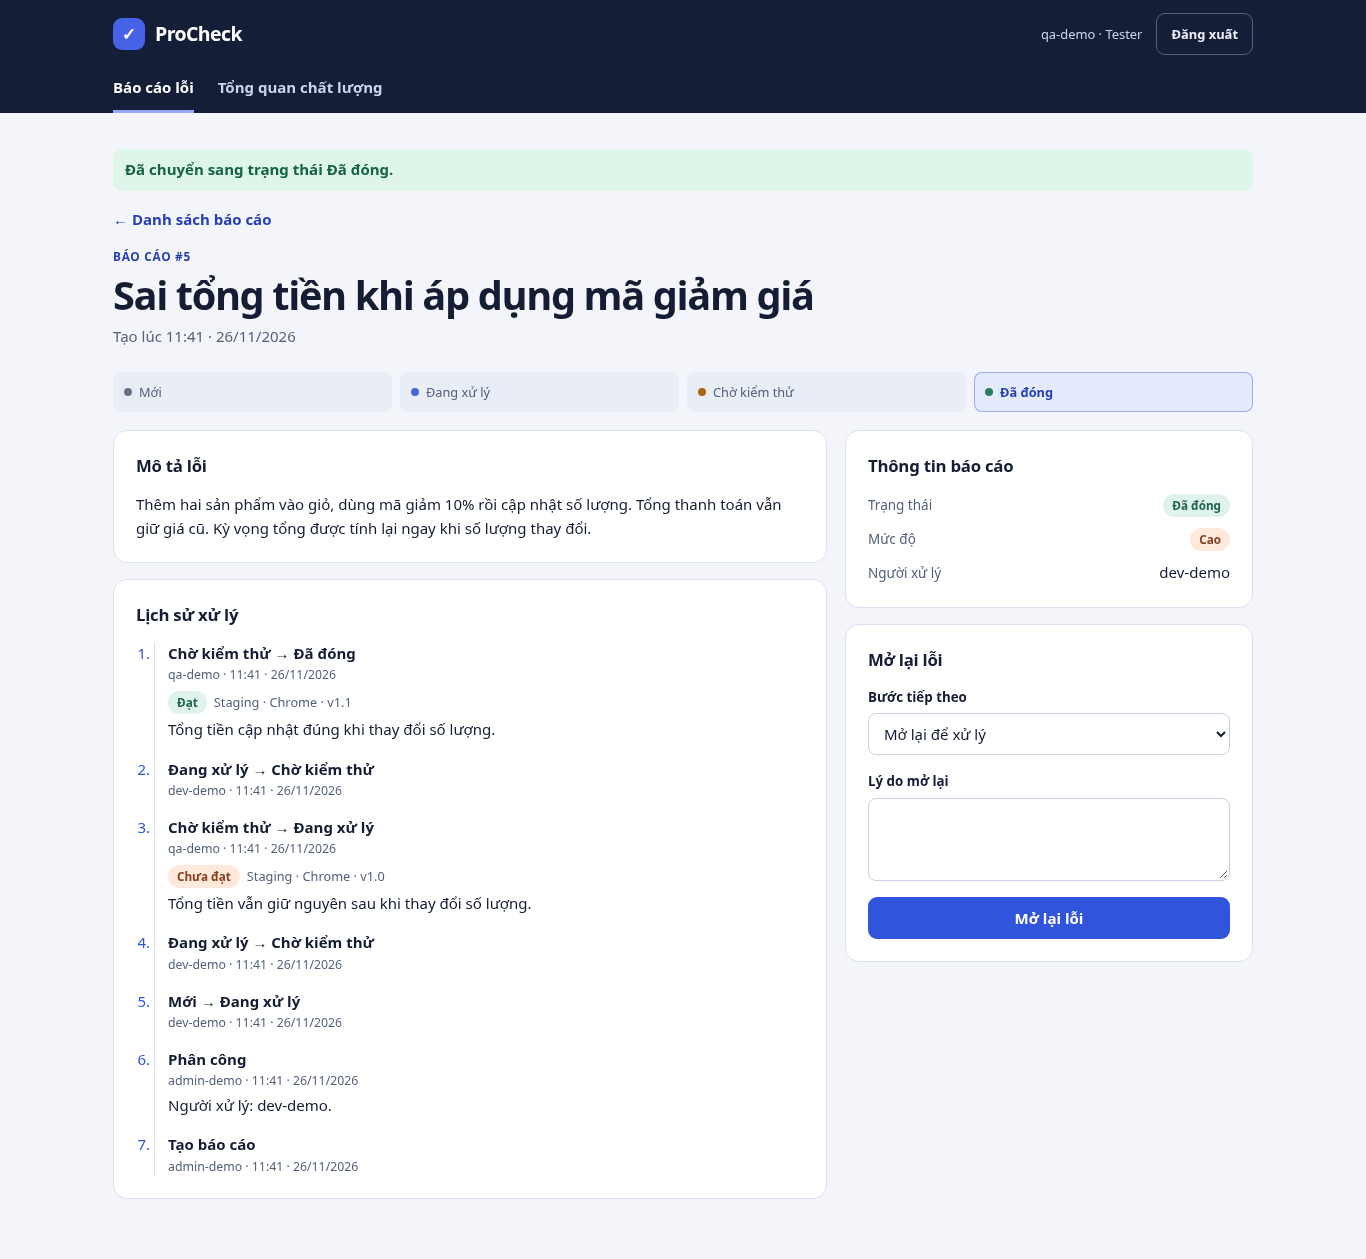 ✓ ProCheck
qa-demo · Tester
Đăng xuất
Báo cáo lỗi
Tổng quan chất lượng
Đã chuyển sang trạng thái Đã đóng.
← Danh sách báo cáo
BÁO CÁO #5
Sai tổng tiền khi áp dụng mã giảm giá
Tạo lúc 11:41 · 26/11/2026
Mới
Đang xử lý
Chờ kiểm thử
Đã đóng
Mô tả lỗi
Thêm hai sản phẩm vào giỏ, dùng mã giảm 10% rồi cập nhật số lượng. Tổng thanh toán vẫn
giữ giá cũ. Kỳ vọng tổng được tính lại ngay khi số lượng thay đổi.
Lịch sử xử lý
1. Chờ kiểm thử → Đã đóng
qa-demo · 11:41 · 26/11/2026
Đạt Staging · Chrome · v1.1
Tổng tiền cập nhật đúng khi thay đổi số lượng.
2. Đang xử lý → Chờ kiểm thử
dev-demo · 11:41 · 26/11/2026
3. Chờ kiểm thử → Đang xử lý
qa-demo · 11:41 · 26/11/2026
Chưa đạt Staging · Chrome · v1.0
Tổng tiền vẫn giữ nguyên sau khi thay đổi số lượng.
4. Đang xử lý → Chờ kiểm thử
dev-demo · 11:41 · 26/11/2026
5. Mới → Đang xử lý
dev-demo · 11:41 · 26/11/2026
6. Phân công
admin-demo · 11:41 · 26/11/2026
Người xử lý: dev-demo.
7. Tạo báo cáo
admin-demo · 11:41 · 26/11/2026
Thông tin báo cáo
Trạng thái Đã đóng
Mức độ Cao
Người xử lý dev-demo
Mở lại lỗi
Bước tiếp theo
Mở lại để xử lý
Lý do mở lại
Mở lại lỗi